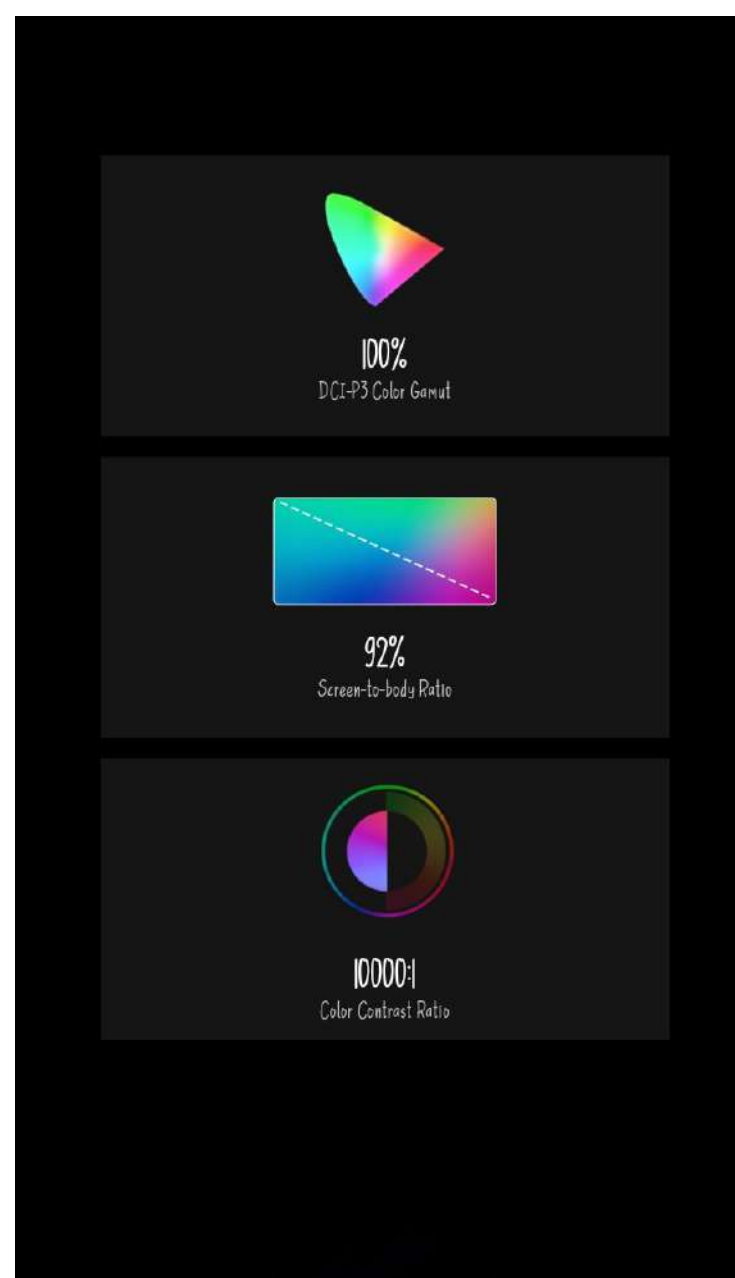 100%
DCI-P3 Color Gamut
92%
Screen-to-body Ratio
10000:1
Color Contrast Ratio